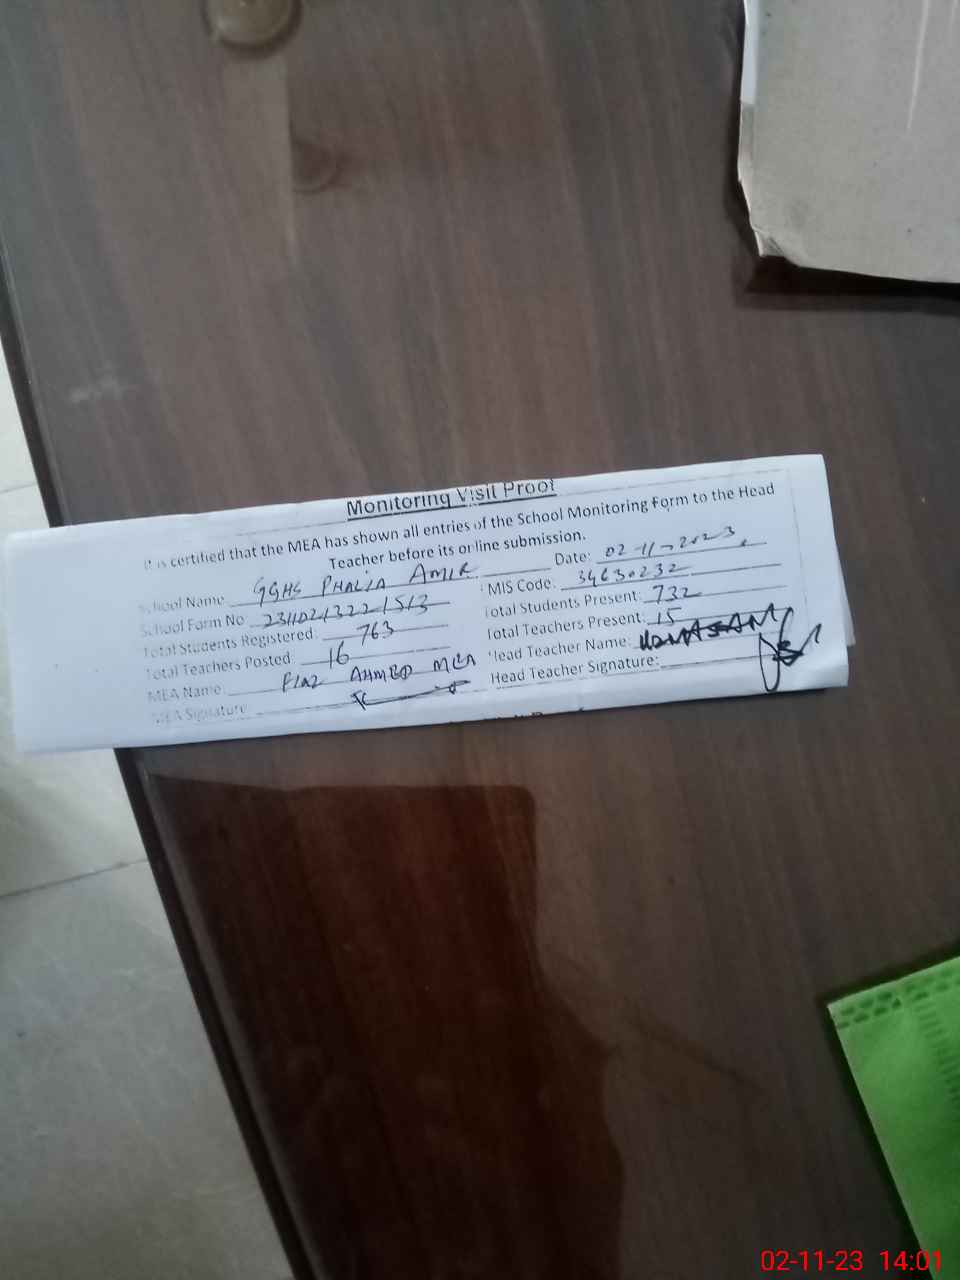 Monitoring Visit Proof
It is certified that the MEA has shown all entries of the School Monitoring Form to the Head
Teacher before its online submission.
School Name GGHS PHALIA AMIR Date: 02-11-2023
School Form No MIS Code: 34630232
Total Students Registered: 763 Total Students Present: 732
Total Teachers Posted 16 Total Teachers Present: 15
MEA Name: AHMED MEA Head Teacher Name:
MEA Signature Head Teacher Signature:
02-11-23 14:01